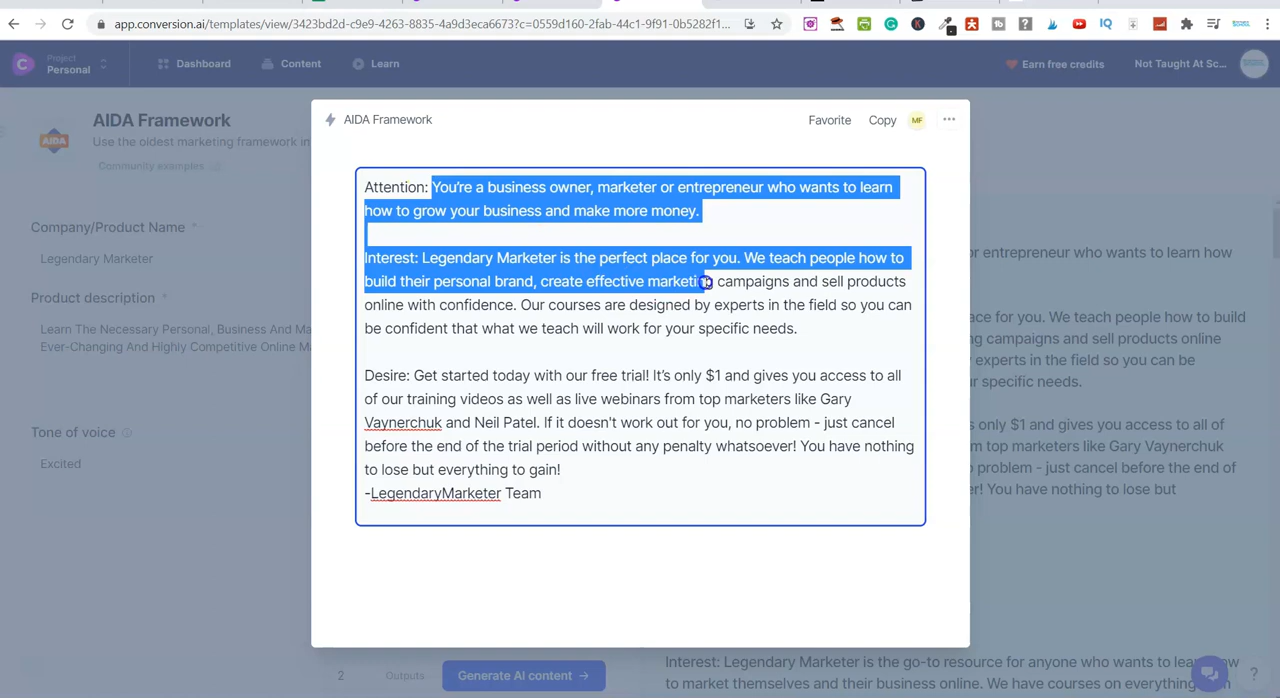 app.conversion.ai/templates/view/3423bd2d-c9e9-4263-8835-4a9d3eca6673?c=0559d160-2fab-44c1-9f91-0b5282f1...
Project
Personal
Dashboard
Content
Learn
Earn free credits
Not Taught At Sc...
AIDA Framework
Use the oldest marketing framework in
Community examples
Company/Product Name *
Legendary Marketer
Product description *
Learn The Necessary Personal, Business And Ma
Ever-Changing And Highly Competitive Online M
Tone of voice
Excited
AIDA Framework
Favorite
Copy
MF
Attention: You're a business owner, marketer or entrepreneur who wants to learn
how to grow your business and make more money.
Interest: Legendary Marketer is the perfect place for you. We teach people how to
build their personal brand, create effective marketing campaigns and sell products
online with confidence. Our courses are designed by experts in the field so you can
be confident that what we teach will work for your specific needs.
Desire: Get started today with our free trial! It's only $1 and gives you access to all
of our training videos as well as live webinars from top marketers like Gary
Vaynerchuk and Neil Patel. If it doesn't work out for you, no problem - just cancel
before the end of the trial period without any penalty whatsoever! You have nothing
to lose but everything to gain!
-LegendaryMarketer Team
or entrepreneur who wants to learn how
ace for you. We teach people how to build
ng campaigns and sell products online
experts in the field so you can be
r specific needs.
s only $1 and gives you access to all of
om top marketers like Gary Vaynerchuk
problem - just cancel before the end of
r! You have nothing to lose but
2
Outputs
Generate AI content →
Interest: Legendary Marketer is the go-to resource for anyone who wants to learn how
to market themselves and their business online. We have courses on everything
?